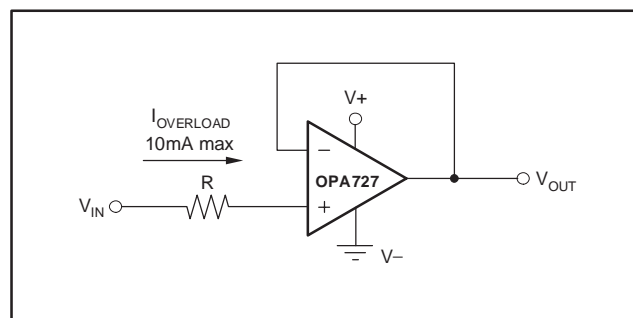 I_OVERLOAD
10mA max
R
V_IN
V+
−
OPA727
+
V−
V_OUT